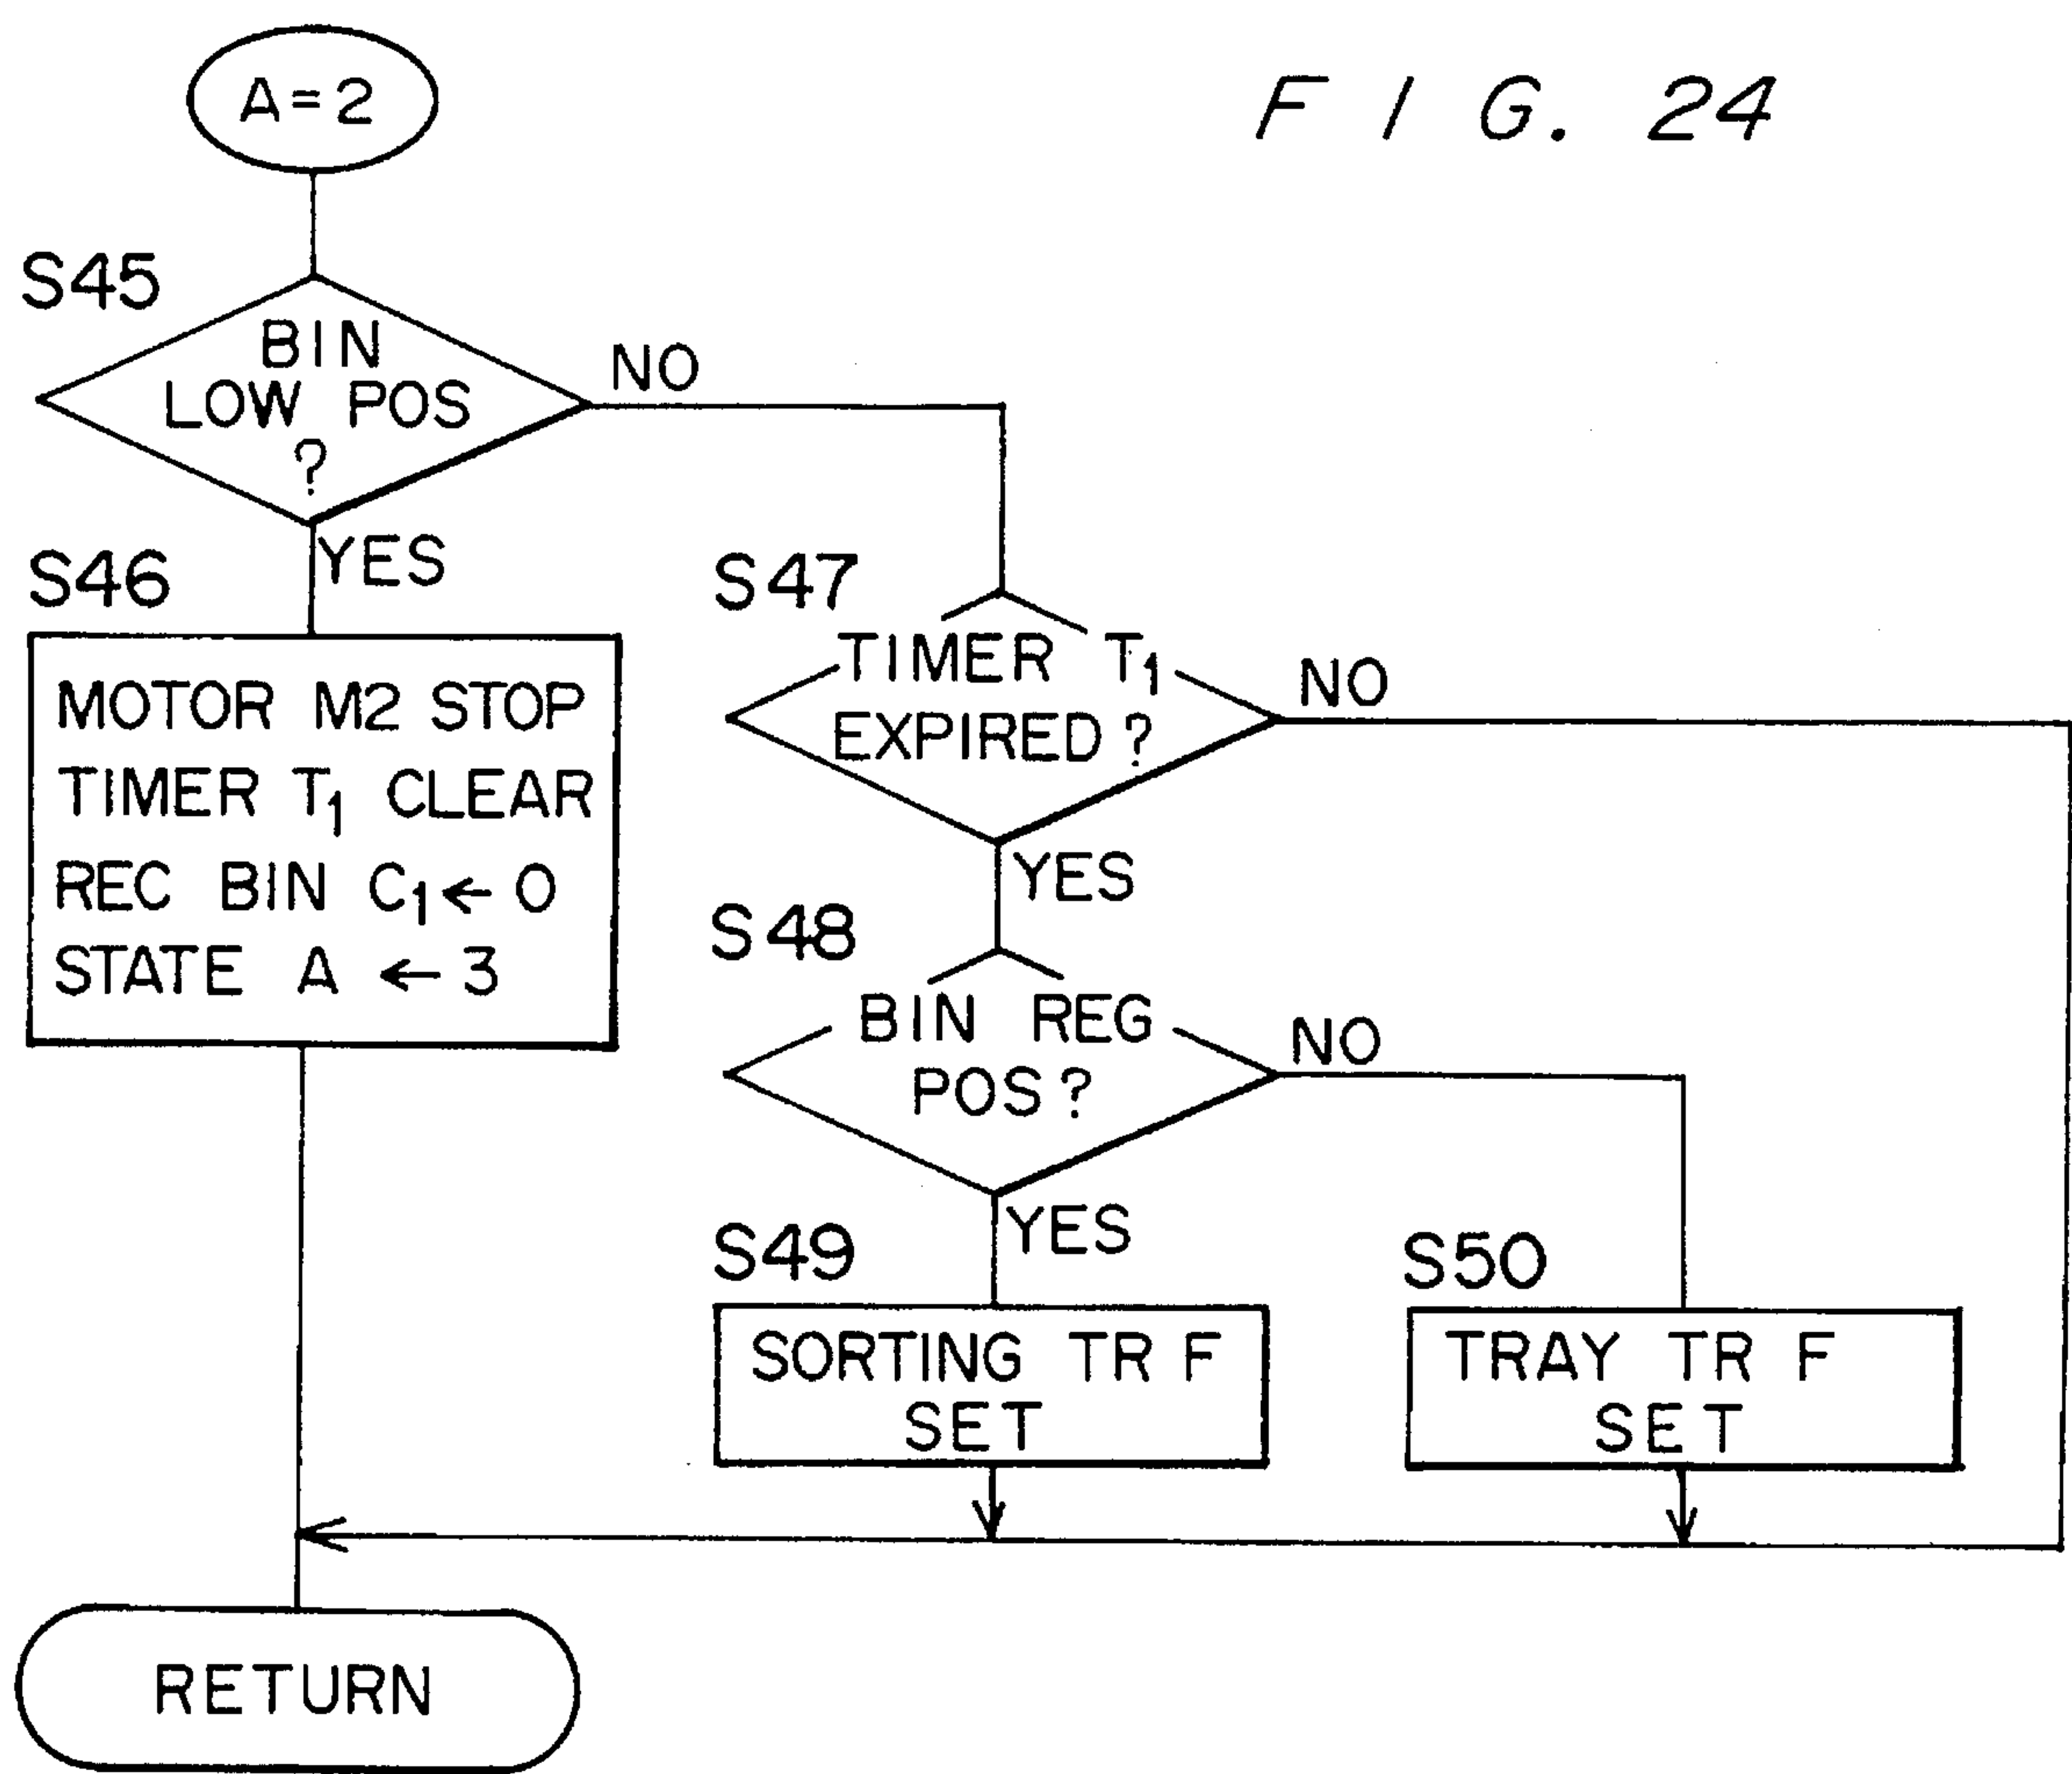 FIG. 24
A=2
S45
BIN
LOW POS
?
NO
YES
S46
MOTOR M2 STOP
TIMER T1 CLEAR
REC BIN C1 ← 0
STATE A ← 3
S47
TIMER T1
EXPIRED ?
NO
YES
S48
BIN REG
POS ?
NO
YES
S49
SORTING TR F
SET
S50
TRAY TR F
SET
RETURN